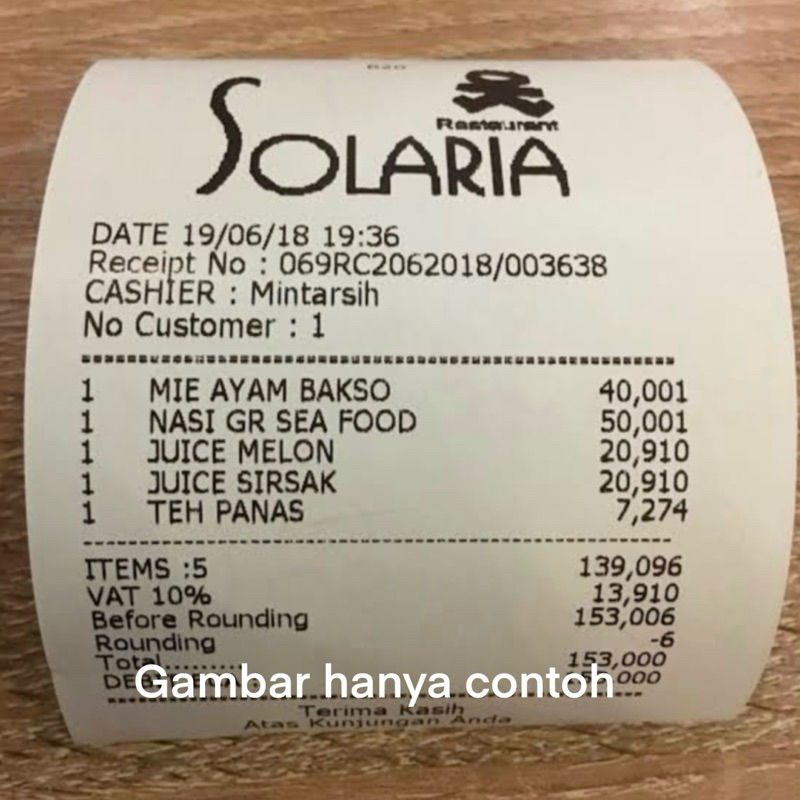 Restaurant
SOLARIA
DATE 19/06/18 19:36
Receipt No : 069RC2062018/003638
CASHIER : Mintarsih
No Customer : 1
1 MIE AYAM BAKSO 40,001
1 NASI GR SEA FOOD 50,001
1 JUICE MELON 20,910
1 JUICE SIRSAK 20,910
1 TEH PANAS 7,274
ITEMS :5 139,096
VAT 10% 13,910
Before Rounding 153,006
Rounding -6
Total......... 153,000
Gambar hanya contoh
Terima Kasih
Atas Kunjungan Anda